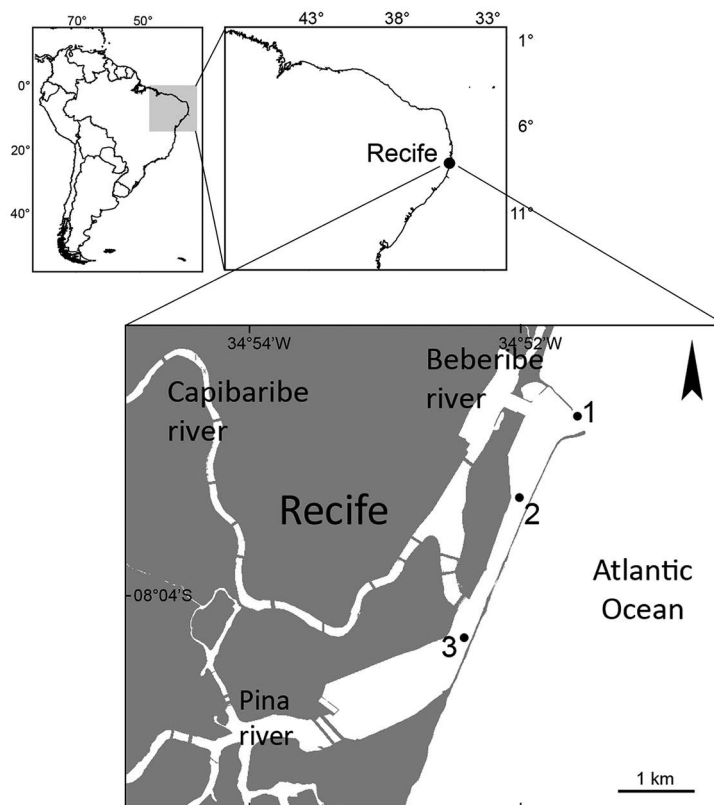 70° 50°
0°
20°
40°
43° 38° 33°
1°
6°
11°
Recife
34°54'W
34°52'W
Beberibe
river
Capibaribe
river
1
2
Recife
Atlantic
Ocean
08°04'S
3
Pina
river
1 km